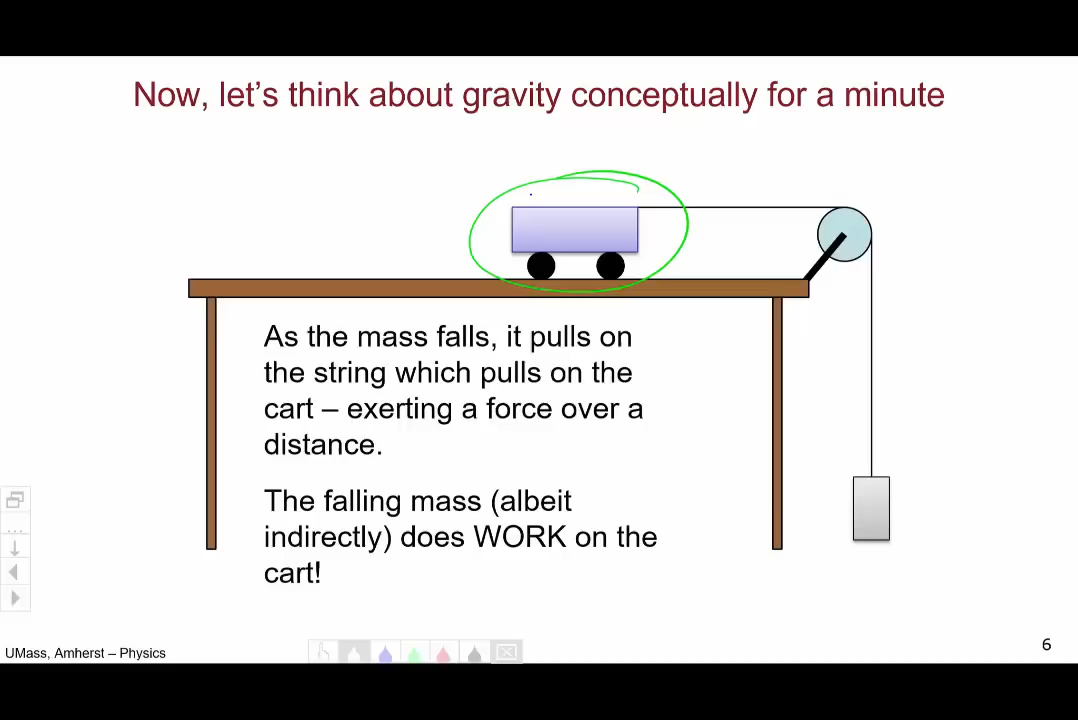 Now, let's think about gravity conceptually for a minute
As the mass falls, it pulls on
the string which pulls on the
cart – exerting a force over a
distance.
The falling mass (albeit
indirectly) does WORK on the
cart!
UMass, Amherst – Physics
6